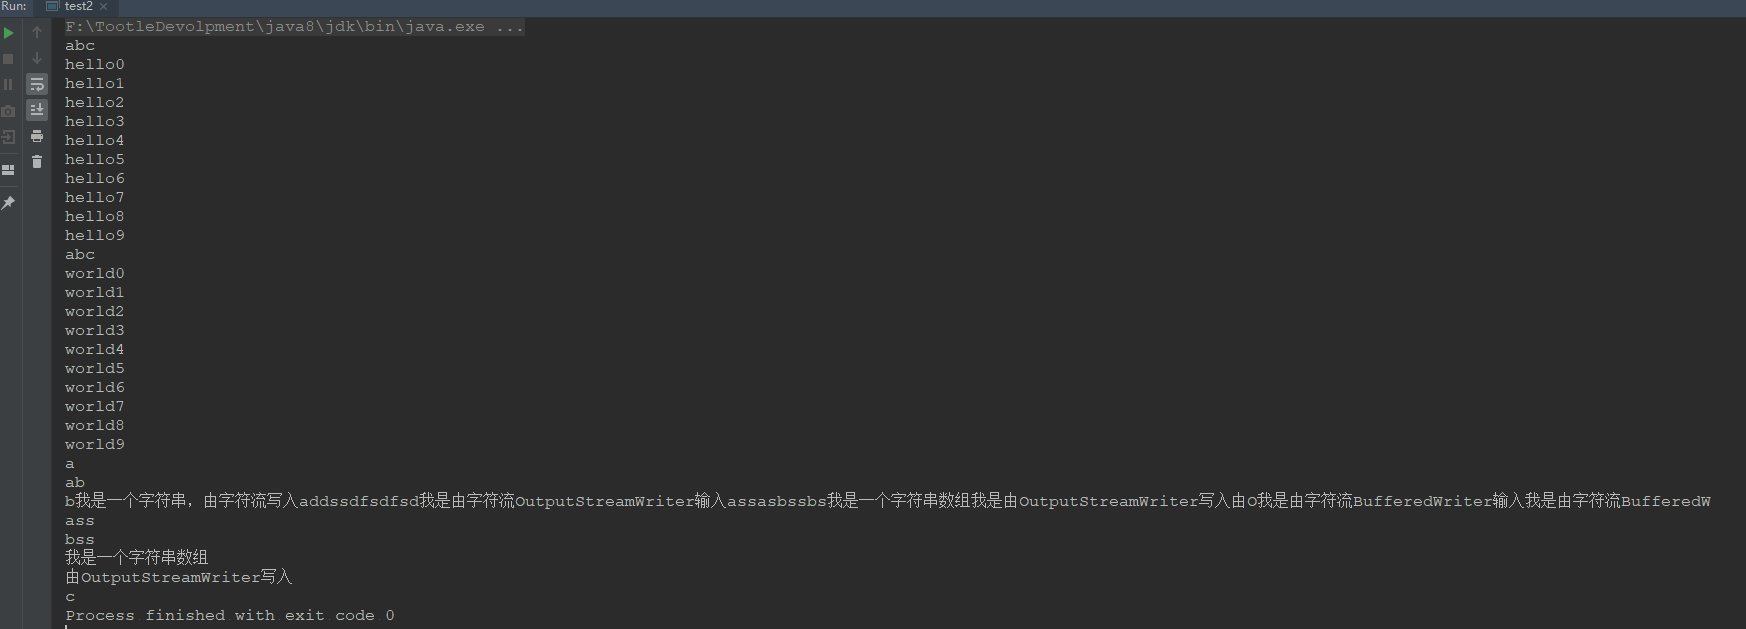 Run:
test2
F:\TootleDevolpment\java8\jdk\bin\java.exe ...
abc
hello0
hello1
hello2
hello3
hello4
hello5
hello6
hello7
hello8
hello9
abc
world0
world1
world2
world3
world4
world5
world6
world7
world8
world9
a
ab
b我是一个字符串，由字符流写入addssdfsdfsd我是由字符流OutputStreamWriter输入assasbssbs我是一个字符串数组我是由OutputStreamWriter写入由O我是由字符流BufferedWriter输入我是由字符流BufferedW
ass
bss
我是一个字符串数组
由OutputStreamWriter写入
c
Process finished with exit code 0